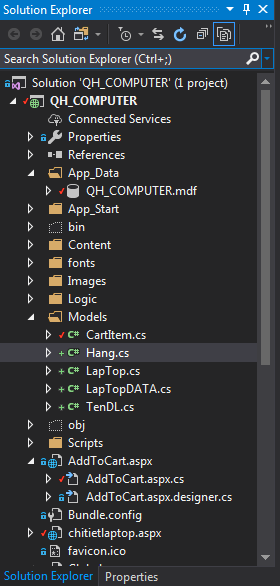 Solution Explorer
Search Solution Explorer (Ctrl+;)
Solution 'QH_COMPUTER' (1 project)
QH_COMPUTER
Connected Services
Properties
References
App_Data
QH_COMPUTER.mdf
App_Start
bin
Content
fonts
Images
Logic
Models
C# CartItem.cs
C# Hang.cs
C# LapTop.cs
C# LapTopDATA.cs
C# TenDL.cs
obj
Scripts
AddToCart.aspx
AddToCart.aspx.cs
AddToCart.aspx.designer.cs
Bundle.config
chitietlaptop.aspx
favicon.ico
Solution Explorer Properties